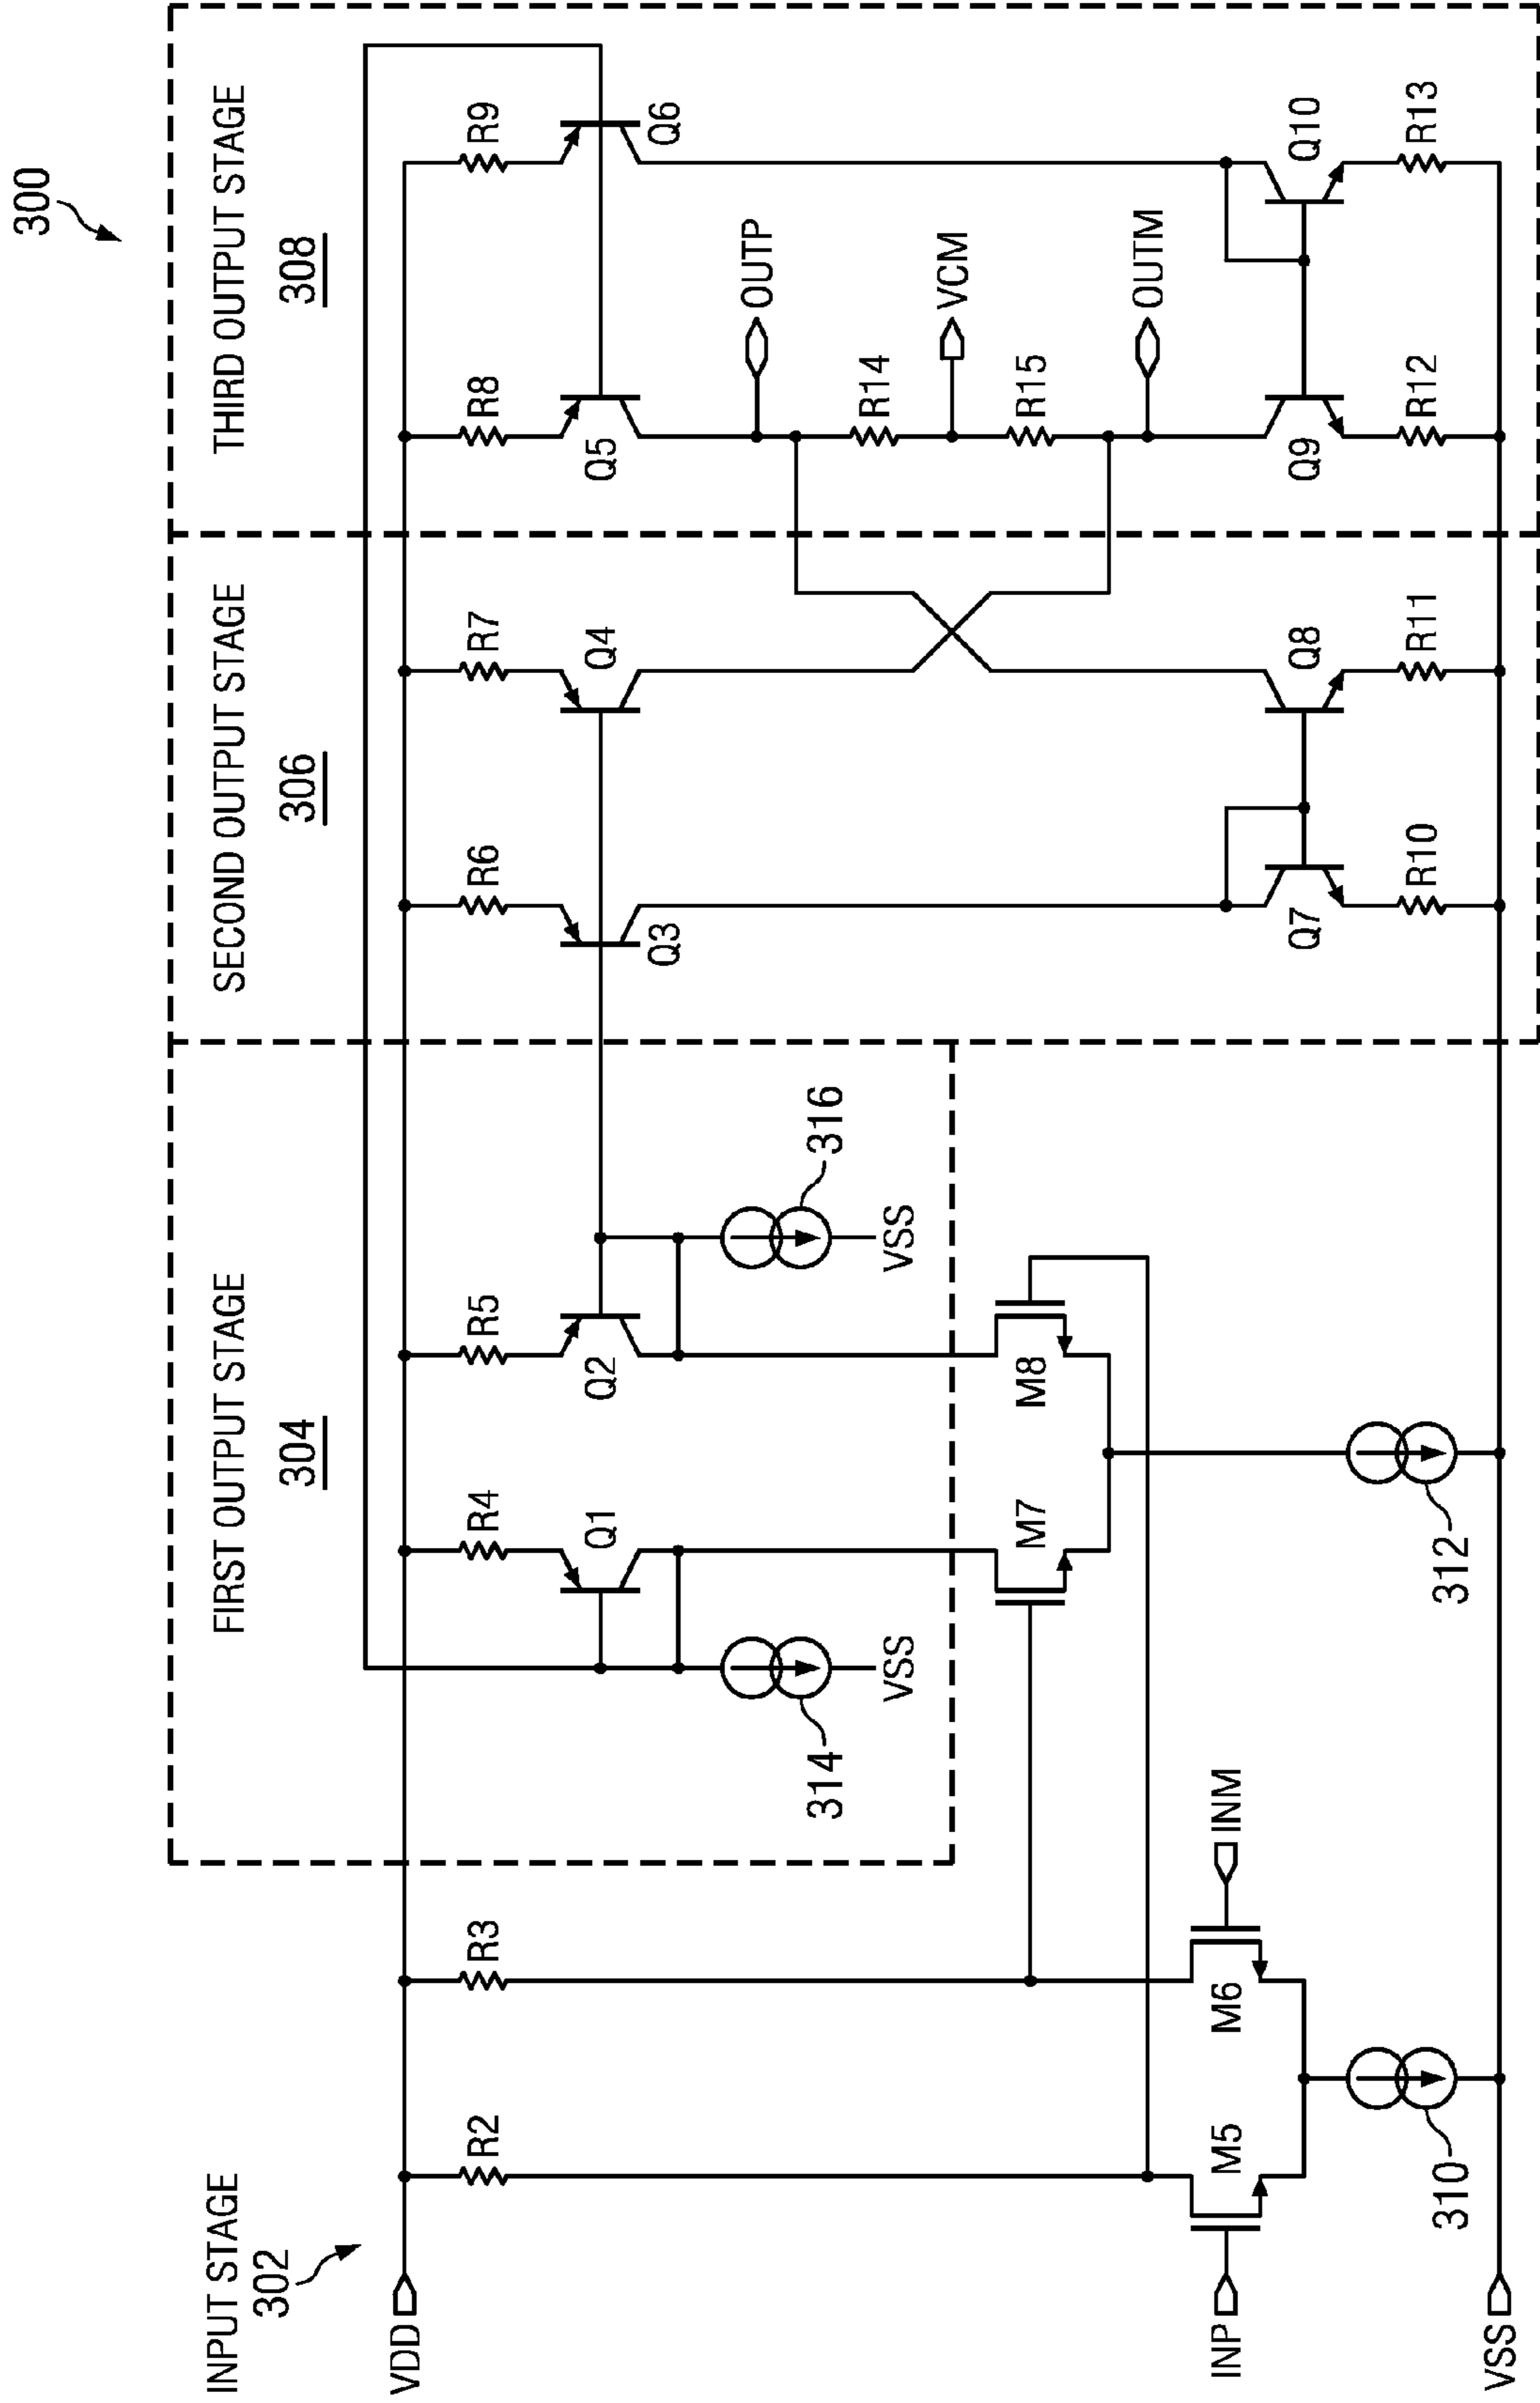 300
INPUT STAGE
302
FIRST OUTPUT STAGE
304
SECOND OUTPUT STAGE
306
THIRD OUTPUT STAGE
308
VDD
R2
R3
R4
R5
R6
R7
R8
R9
Q1
Q2
Q3
Q4
Q5
Q6
314
VSS
316
VSS
OUTP
R14
VCM
R15
OUTM
M7
M8
INP
M5
M6
INM
Q7
Q8
Q9
Q10
310
312
R10
R11
R12
R13
VSS